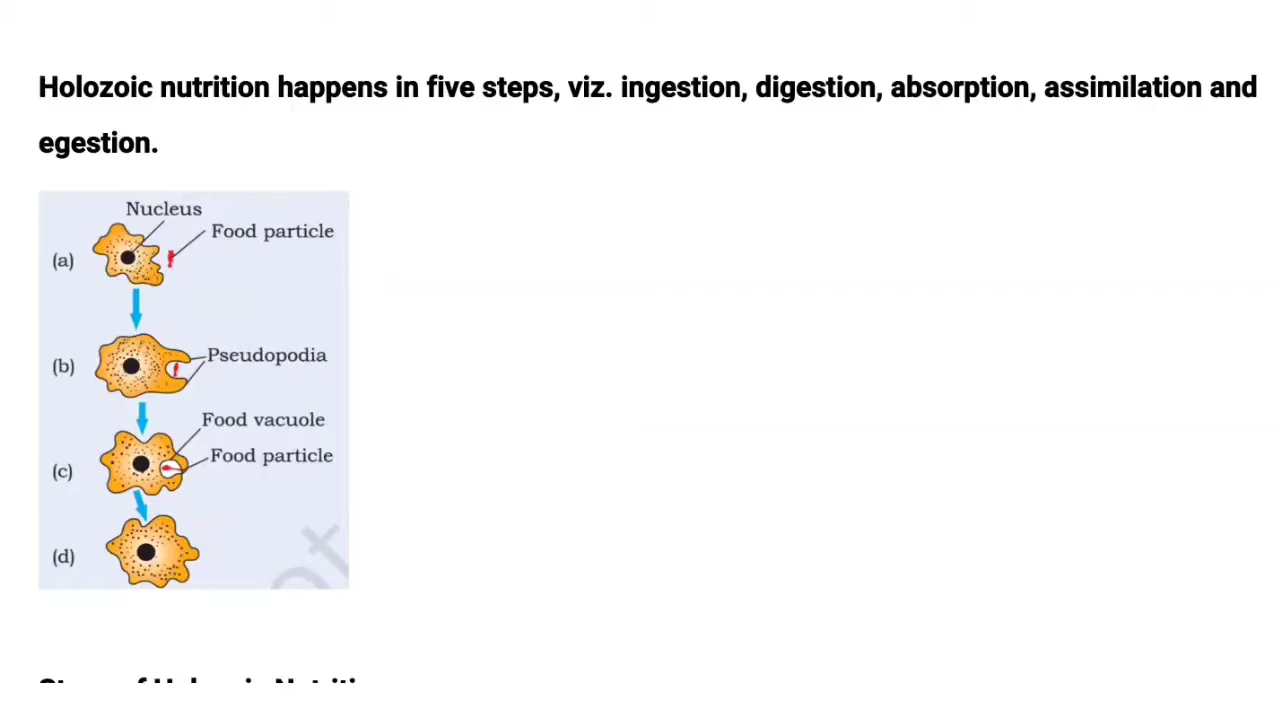 Holozoic nutrition happens in five steps, viz. ingestion, digestion, absorption, assimilation and
egestion.
Nucleus
Food particle
(a)
(b)
Pseudopodia
Food vacuole
Food particle
(c)
(d)